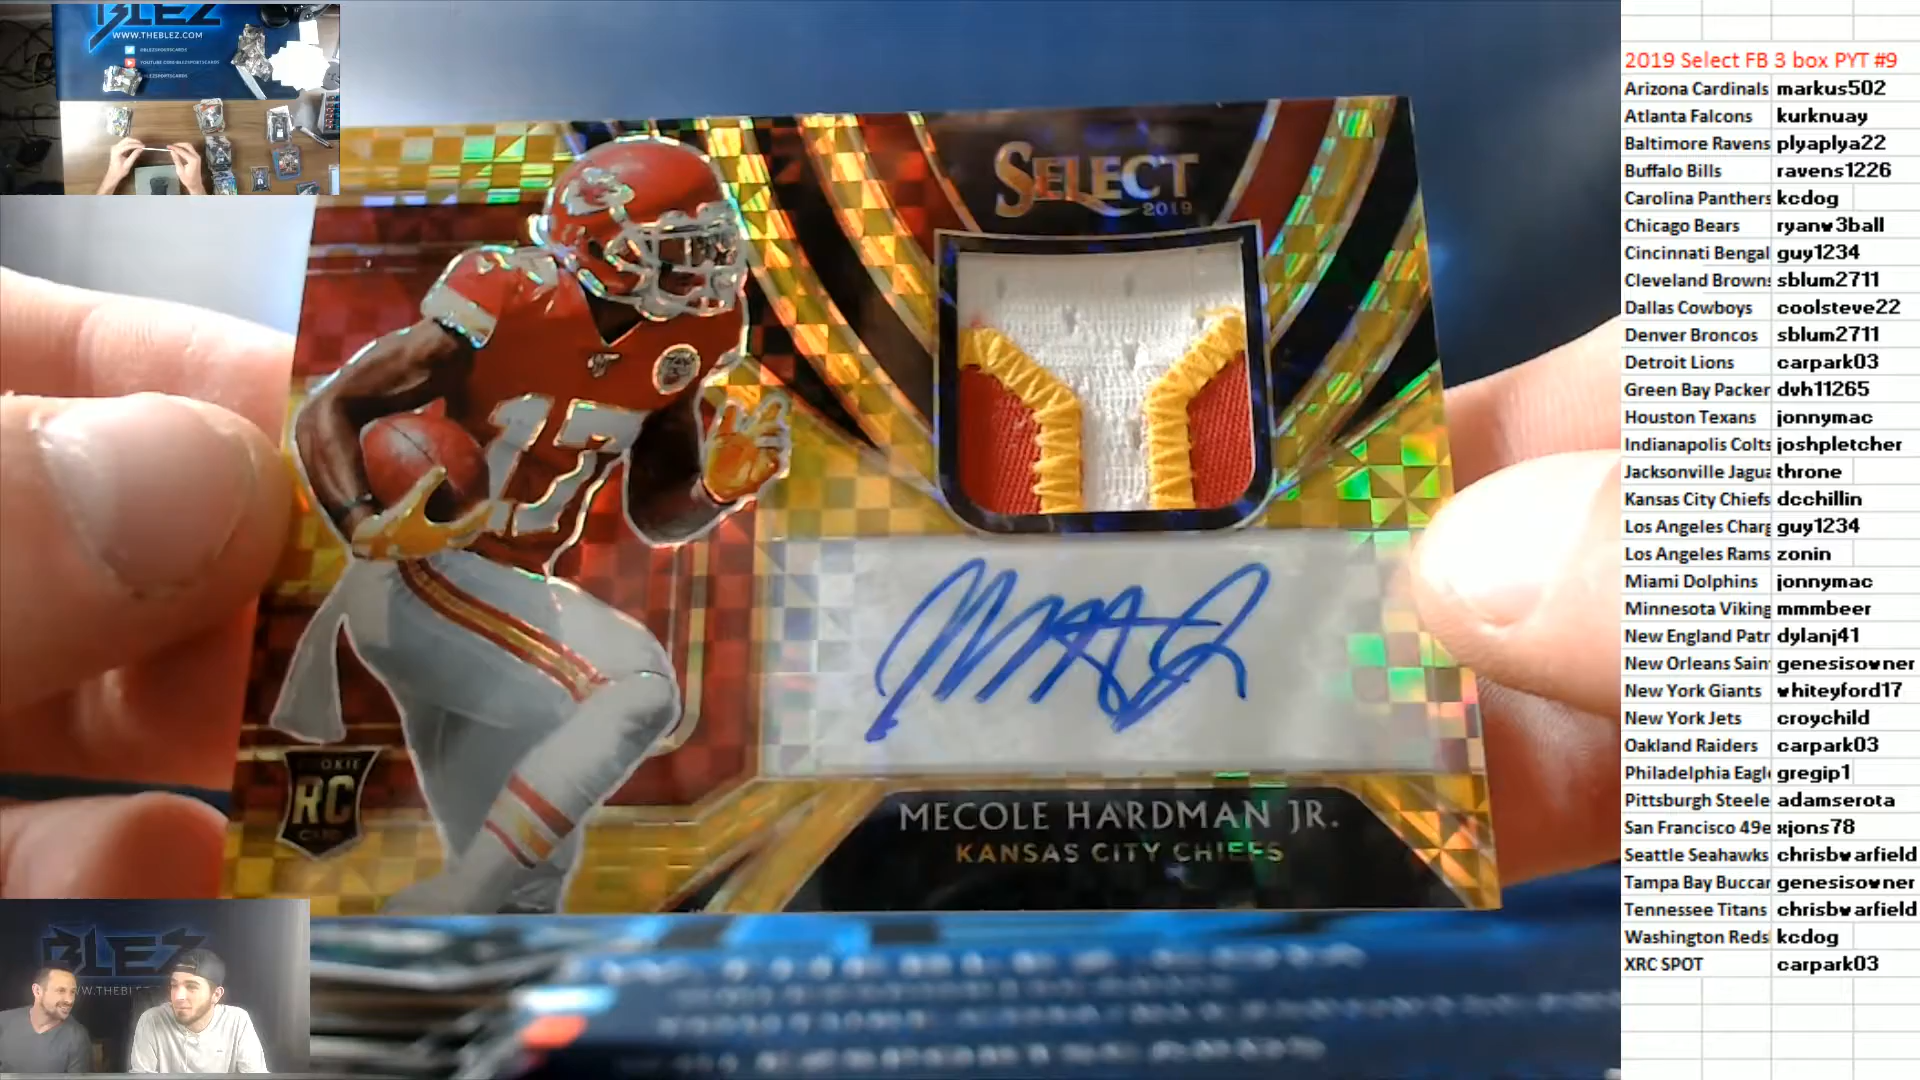 BLEZ
WWW.THEBLEZ.COM
SELECT
2019
17
ROOKIE
RC
CARD
MECOLE HARDMAN JR.
KANSAS CITY CHIEFS
BLEZ
2019 Select FB 3 box PYT #9
Arizona Cardinals markus502
Atlanta Falcons kurknuay
Baltimore Ravens plyaplya22
Buffalo Bills ravens1226
Carolina Panthers kcdog
Chicago Bears ryanw3ball
Cincinnati Bengal guy1234
Cleveland Browns sblum2711
Dallas Cowboys coolsteve22
Denver Broncos sblum2711
Detroit Lions carpark03
Green Bay Packer dvh11265
Houston Texans jonnymac
Indianapolis Colts joshpletcher
Jacksonville Jagua throne
Kansas City Chiefs dcchillin
Los Angeles Charg guy1234
Los Angeles Rams zonin
Miami Dolphins jonnymac
Minnesota Viking mmmbeer
New England Patr dylanj41
New Orleans Sain genesisowner
New York Giants whiteyford17
New York Jets croychild
Oakland Raiders carpark03
Philadelphia Eagl gregip1
Pittsburgh Steele adamserota
San Francisco 49e xjons78
Seattle Seahawks chrisbwarfield
Tampa Bay Buccar genesisowner
Tennessee Titans chrisbwarfield
Washington Reds kcdog
XRC SPOT carpark03